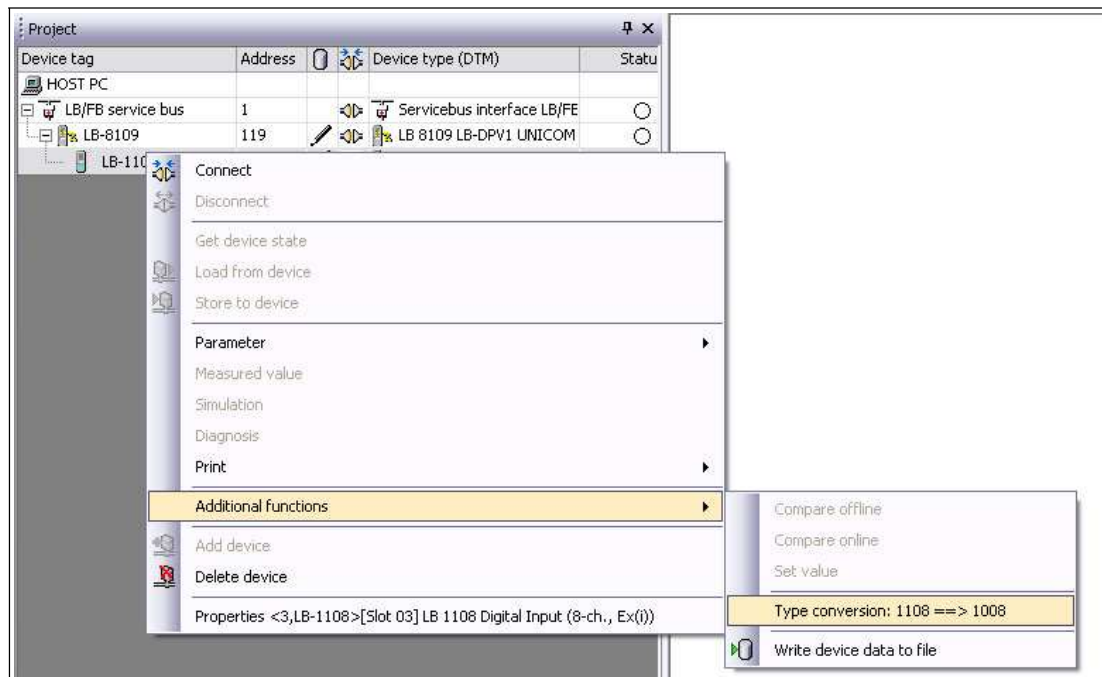 Project
Device tag Address Device type (DTM) Statu
HOST PC
LB/FB service bus 1 Servicebus interface LB/FE
LB-8109 119 LB 8109 LB-DPV1 UNICOM
LB-110
Connect
Disconnect
Get device state
Load from device
Store to device
Parameter
Measured value
Simulation
Diagnosis
Print
Additional functions
Compare offline
Compare online
Set value
Type conversion: 1108 ==> 1008
Write device data to file
Add device
Delete device
Properties <3,LB-1108>[Slot 03] LB 1108 Digital Input (8-ch., Ex(i))